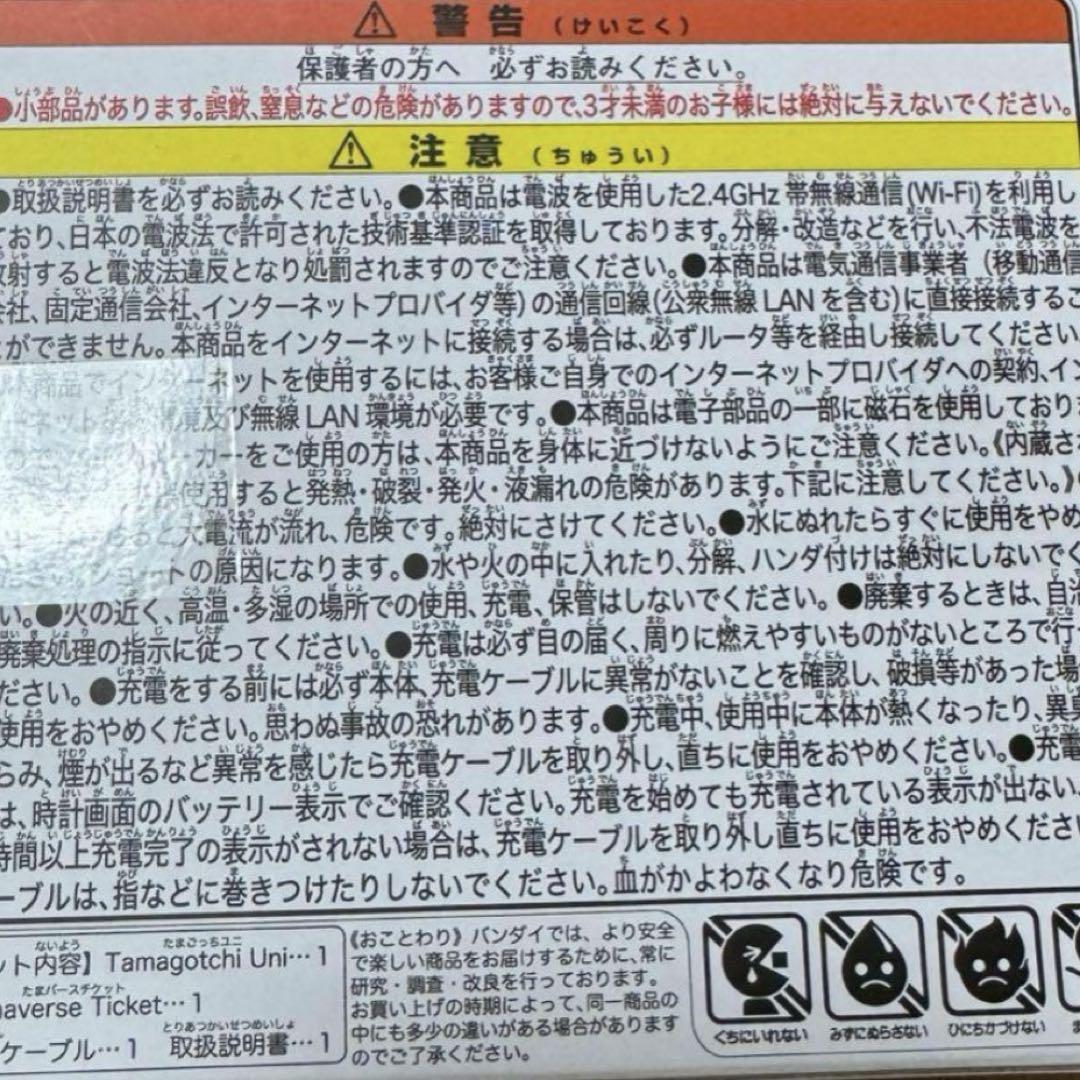 警告（けいこく）
保護者の方へ 必ずお読みください。
●小部品があります。誤飲、窒息などの危険がありますので、3才未満のお子様には絶対に与えないでください。
注意（ちゅうい）
●取扱説明書を必ずお読みください。●本商品は電波を使用した2.4GHz帯無線通信(Wi-Fi)を利用し
ており、日本の電波法で許可された技術基準認証を取得しております。分解・改造などを行い、不法電波を
放射すると電波法違反となり処罰されますのでご注意ください。●本商品は電気通信事業者（移動通信
会社、固定通信会社、インターネットプロバイダ等）の通信回線(公衆無線LANを含む)に直接接続するこ
とができません。本商品をインターネットに接続する場合は、必ずルータ等を経由し接続してください。
本商品でインターネットを使用するには、お客様ご自身でのインターネットプロバイダへの契約、イン
ーネット 境及び無線LAN環境が必要です。●本商品は電子部品の一部に磁石を使用しておりま
ーカーをご使用の方は、本商品を身体に近づけないようにご注意ください。《内蔵さ
使用すると発熱・破裂・発火・液漏れの危険があります。下記に注意してください。》
ると大電流が流れ、危険です。絶対にさけてください。●水にぬれたらすぐに使用をやめ
ださい。ショートの原因になります。●水や火の中に入れたり、分解、ハンダ付けは絶対にしないでく
い。●火の近く、高温・多湿の場所での使用、充電、保管はしないでください。●廃棄するときは、自治
廃棄処理の指示に従ってください。●充電は必ず目の届く、周りに燃えやすいものがないところで行
ださい。●充電をする前には必ず本体、充電ケーブルに異常がないことを確認し、破損等があった場
使用をおやめください。思わぬ事故の恐れがあります。●充電中、使用中に本体が熱くなったり、異臭
らみ、煙が出るなど異常を感じたら充電ケーブルを取り外し、直ちに使用をおやめください。●充電
は、時計画面のバッテリー表示でご確認ください。充電を始めても充電されている表示が出ない、
時間以上充電完了の表示がされない場合は、充電ケーブルを取り外し直ちに使用をおやめください
ーブルは、指などに巻きつけたりしないでください。血がかよわなくなり危険です。
ット内容】Tamagotchi Uni…1
averse Ticket…1
ケーブル…1 取扱説明書…1
《おことわり》バンダイでは、より安全
で楽しい商品をお届けするために、常に
研究・調査・改良を行っております。
お買い上げの時期によって、同一商品の
中にも多少の違いがある場合があります
のでご了承ください。
くちにいれない みずにぬらさない ひにちかづけない